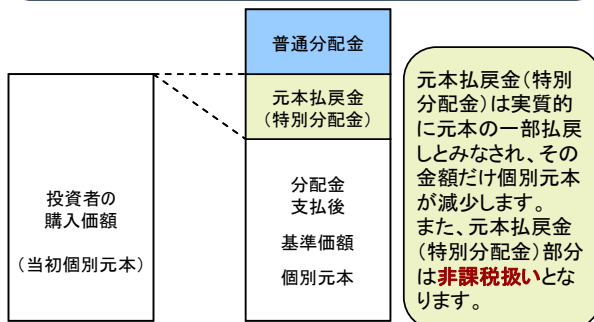 普通分配金
元本払戻金
（特別分配金）
投資者の
購入価額
（当初個別元本）
分配金
支払後
基準価額
個別元本
元本払戻金（特別
分配金）は実質的
に元本の一部払戻
しとみなされ、その
金額だけ個別元本
が減少します。
また、元本払戻金
（特別分配金）部分
は非課税扱いとな
ります。